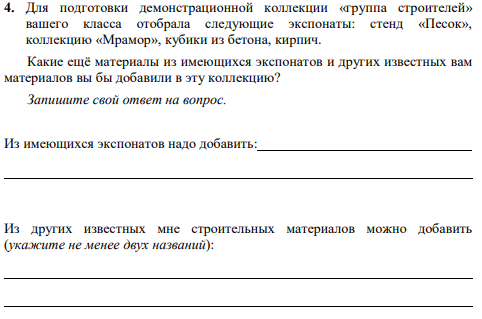 4. Для подготовки демонстрационной коллекции «группа строителей»
вашего класса отобрала следующие экспонаты: стенд «Песок»,
коллекцию «Мрамор», кубики из бетона, кирпич.
Какие ещё материалы из имеющихся экспонатов и других известных вам
материалов вы бы добавили в эту коллекцию?
Запишите свой ответ на вопрос.
Из имеющихся экспонатов надо добавить:
Из других известных мне строительных материалов можно добавить
(укажите не менее двух названий):